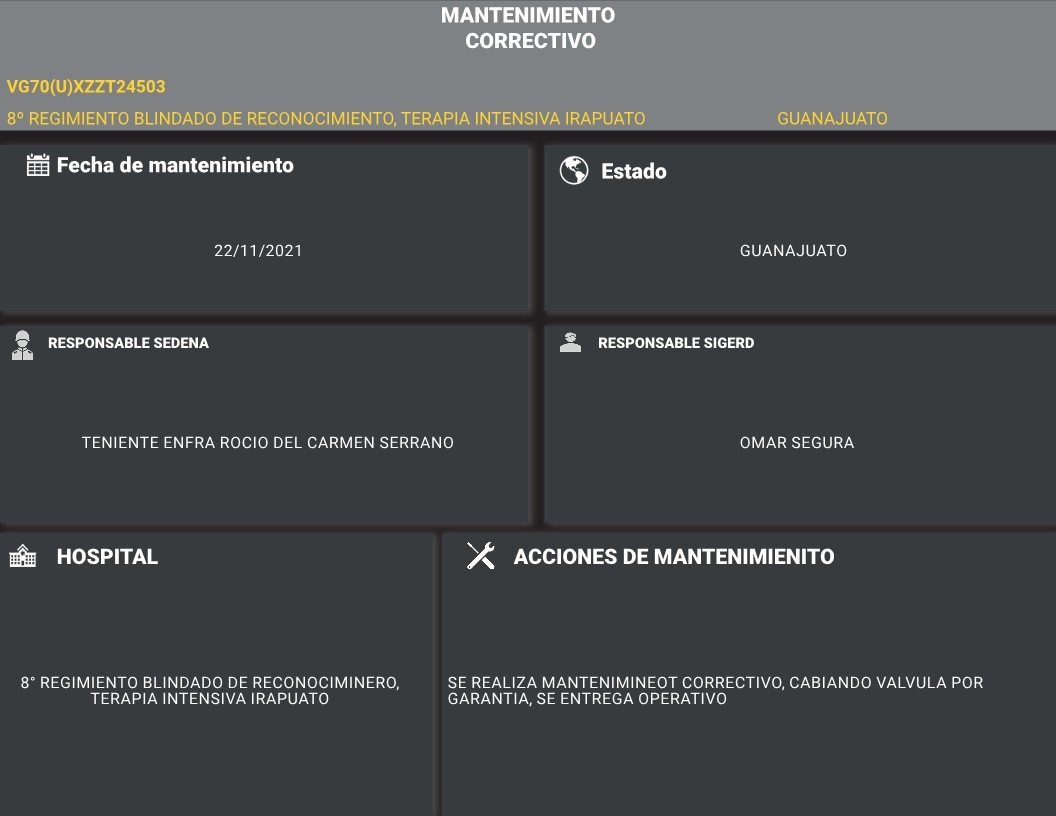 MANTENIMIENTO
CORRECTIVO
VG70(U)XZZT24503
8º REGIMIENTO BLINDADO DE RECONOCIMIENTO, TERAPIA INTENSIVA IRAPUATO GUANAJUATO
Fecha de mantenimiento
Estado
22/11/2021
GUANAJUATO
RESPONSABLE SEDENA
RESPONSABLE SIGERD
TENIENTE ENFRA ROCIO DEL CARMEN SERRANO
OMAR SEGURA
HOSPITAL
ACCIONES DE MANTENIMIENITO
8° REGIMIENTO BLINDADO DE RECONOCIMINERO,
TERAPIA INTENSIVA IRAPUATO
SE REALIZA MANTENIMINEOT CORRECTIVO, CABIANDO VALVULA POR
GARANTIA, SE ENTREGA OPERATIVO